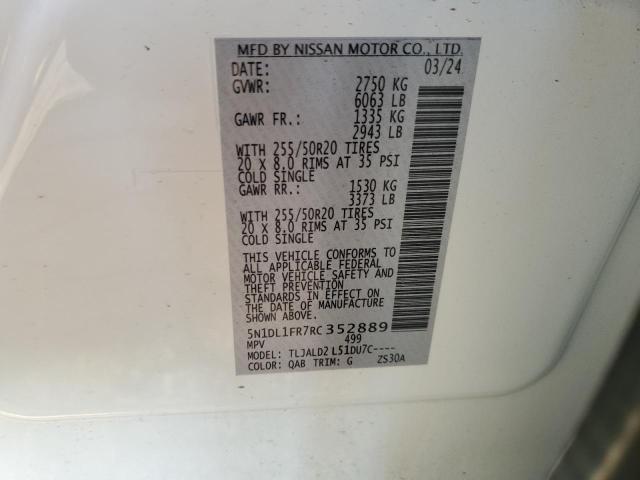 MFD BY NISSAN MOTOR CO., LTD.
DATE: 03/24
GVWR: 2750 KG
6063 LB
GAWR FR.: 1335 KG
2943 LB
WITH 255/50R20 TIRES
20 X 8.0 RIMS AT 35 PSI
COLD SINGLE
GAWR RR.: 1530 KG
3373 LB
WITH 255/50R20 TIRES
20 X 8.0 RIMS AT 35 PSI
COLD SINGLE
THIS VEHICLE CONFORMS TO
ALL APPLICABLE FEDERAL
MOTOR VEHICLE SAFETY AND
THEFT PREVENTION
STANDARDS IN EFFECT ON
THE DATE OF MANUFACTURE
SHOWN ABOVE.
5N1DL1FR7RC352889
MPV 499
MODEL: TLJALD2 L51DU7C----
COLOR: QAB TRIM: G ZS30A